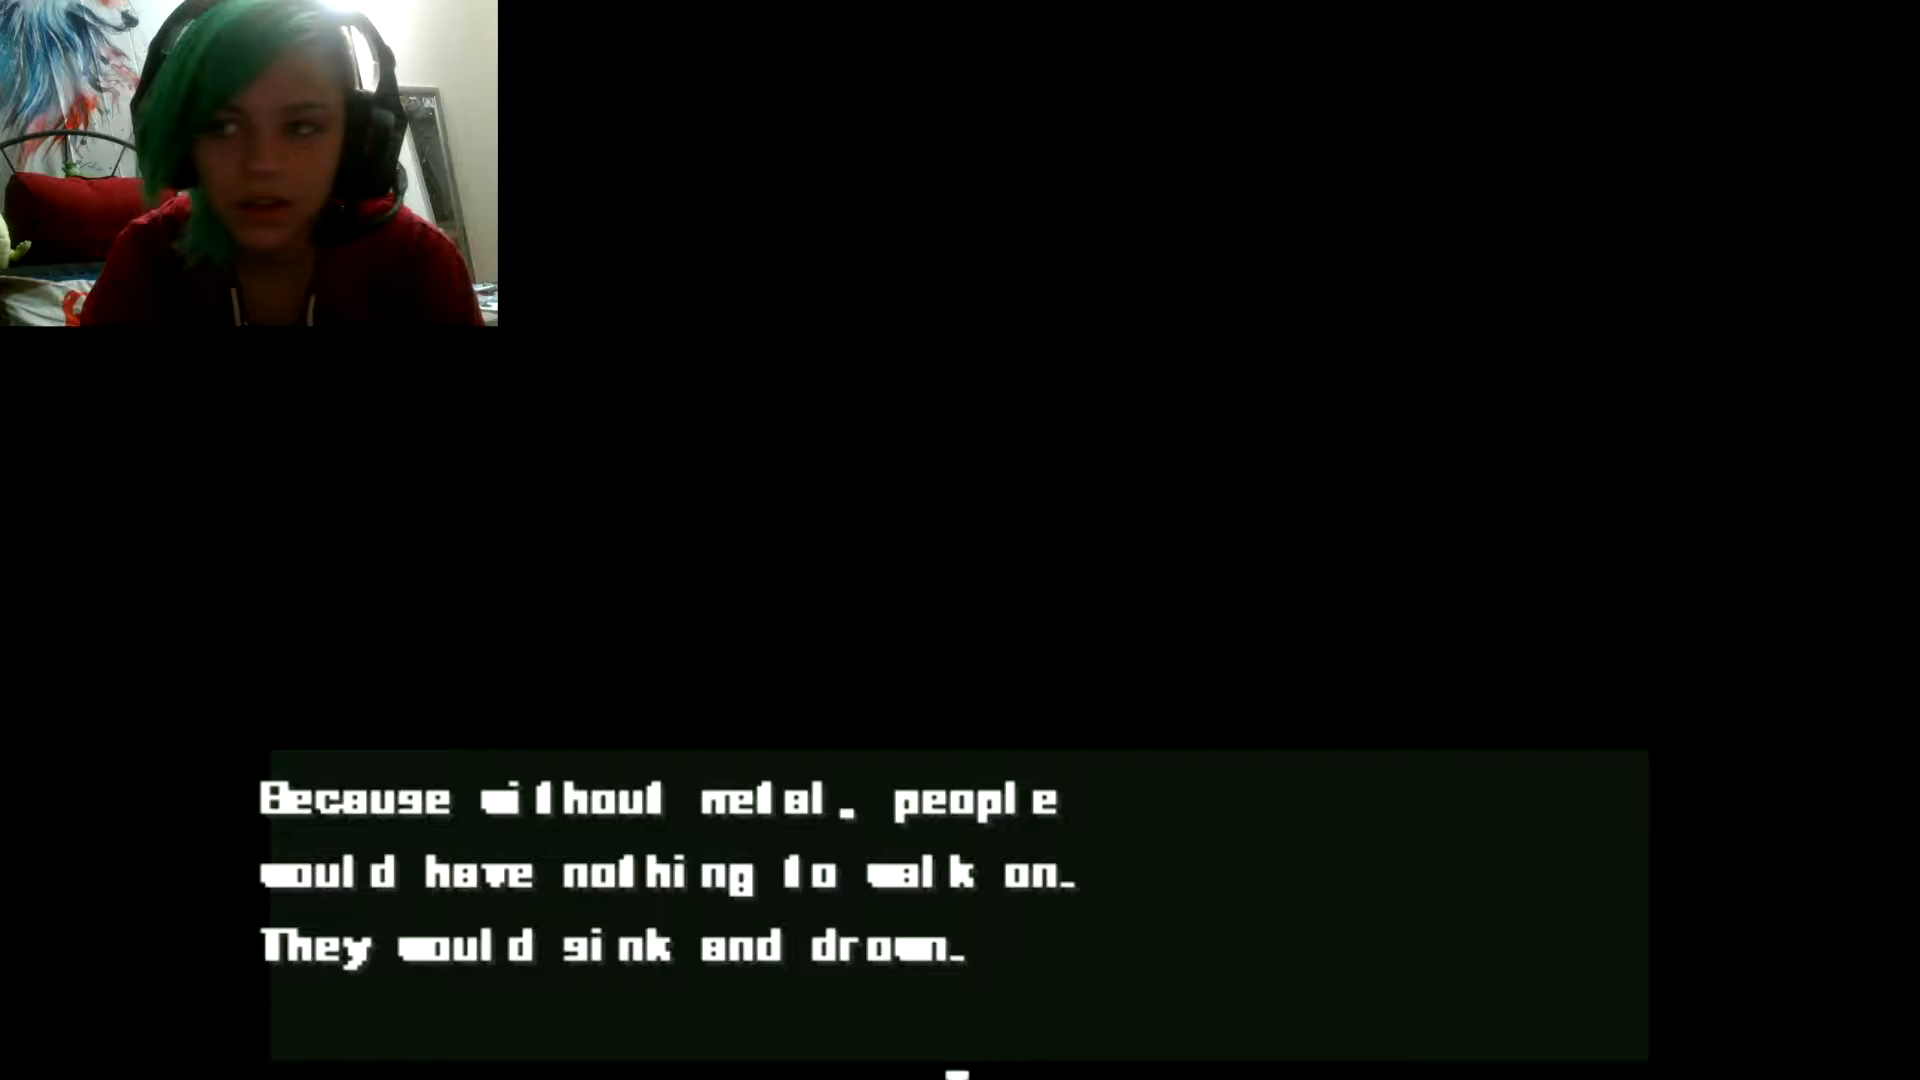 Because without metal, people
would have nothing to walk on.
They would sink and drown.